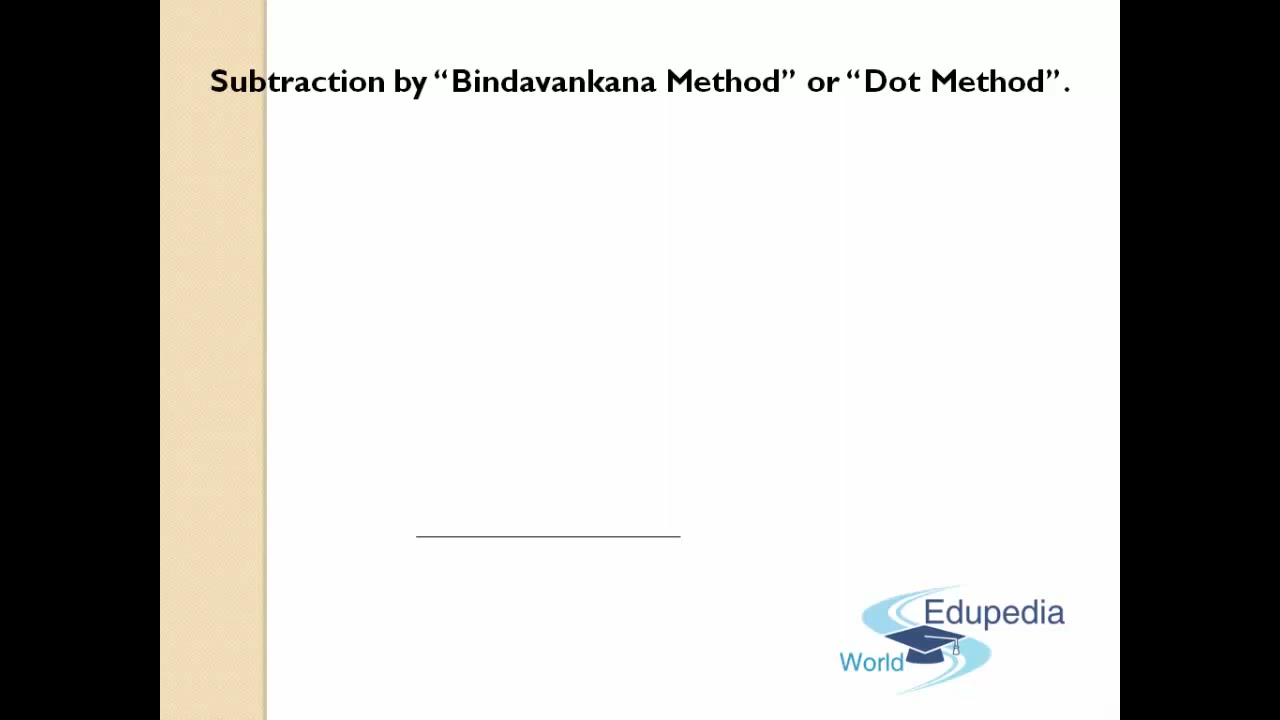 Subtraction by “Bindavankana Method” or “Dot Method”.
Edupedia
World